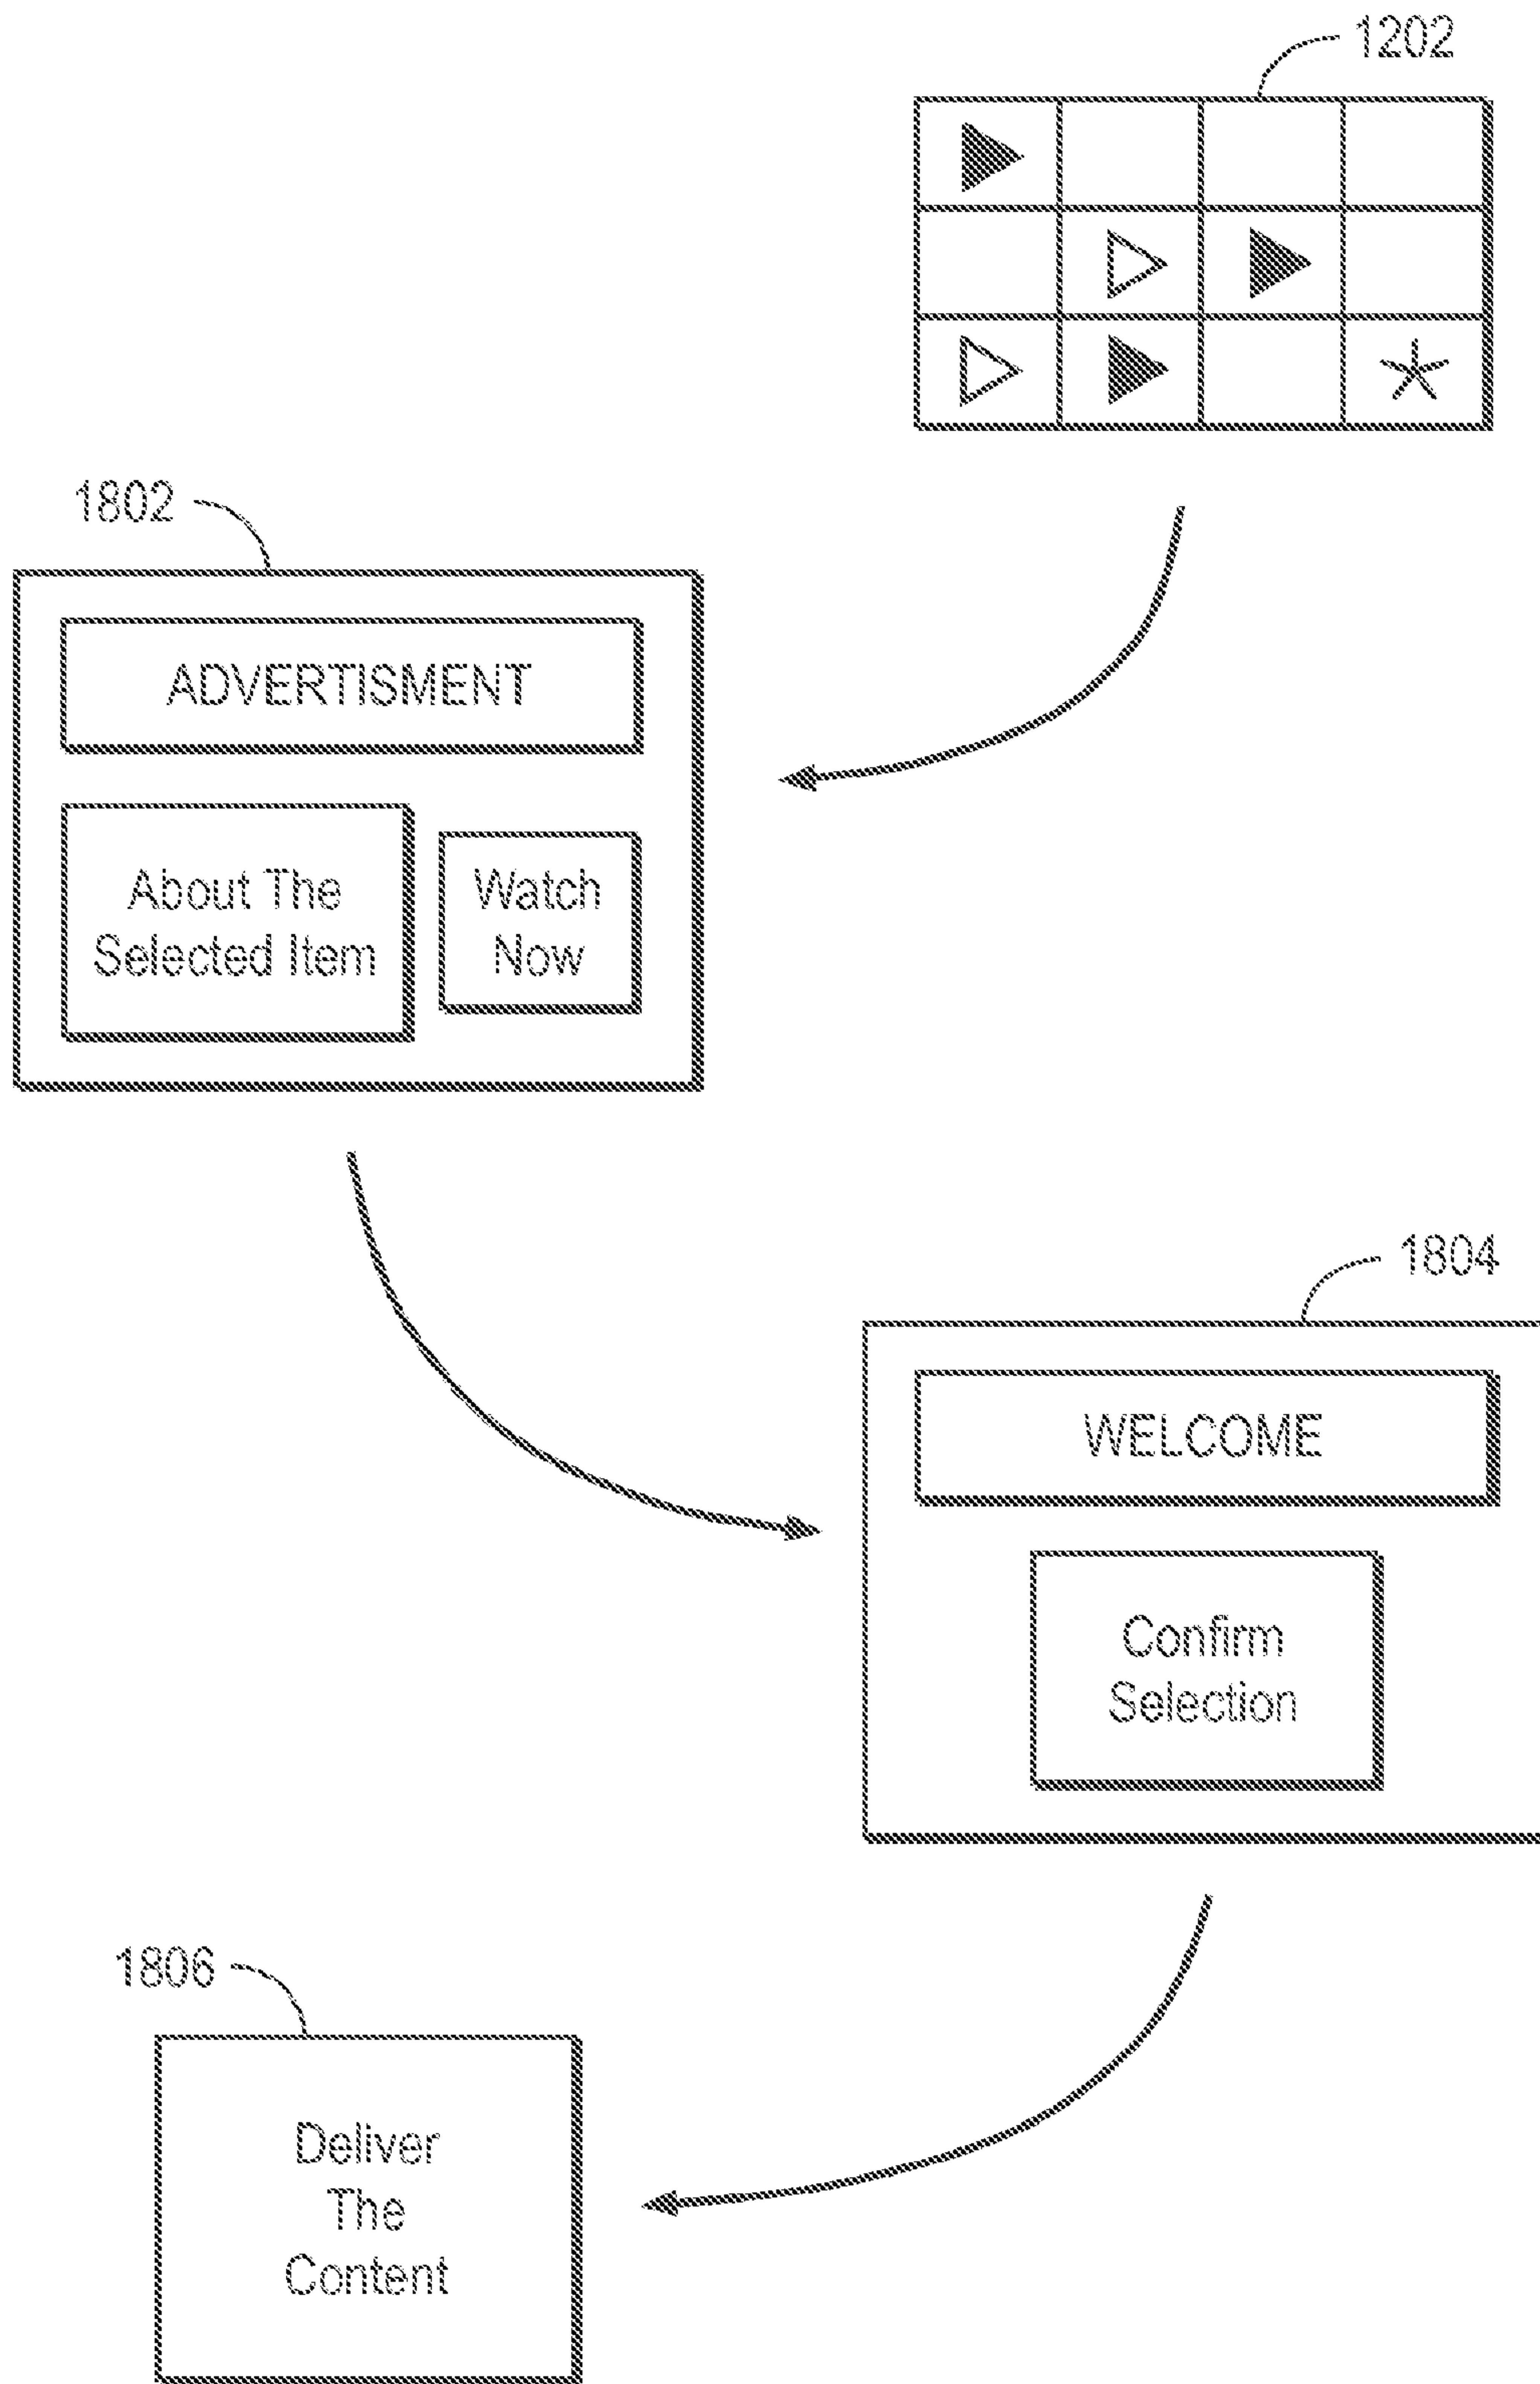 1202
1802
ADVERTISMENT
About The
Selected Item
Watch
Now
1804
WELCOME
Confirm
Selection
1806
Deliver
The
Content